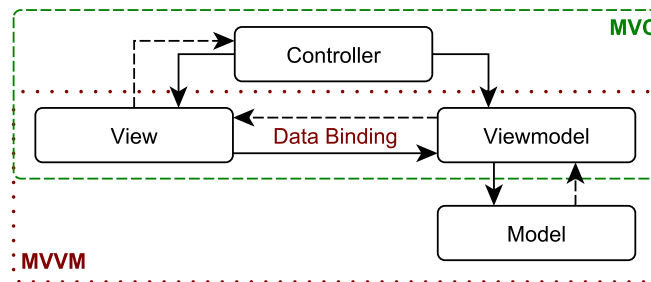 MVC
Controller
View
Data Binding
Viewmodel
Model
MVVM